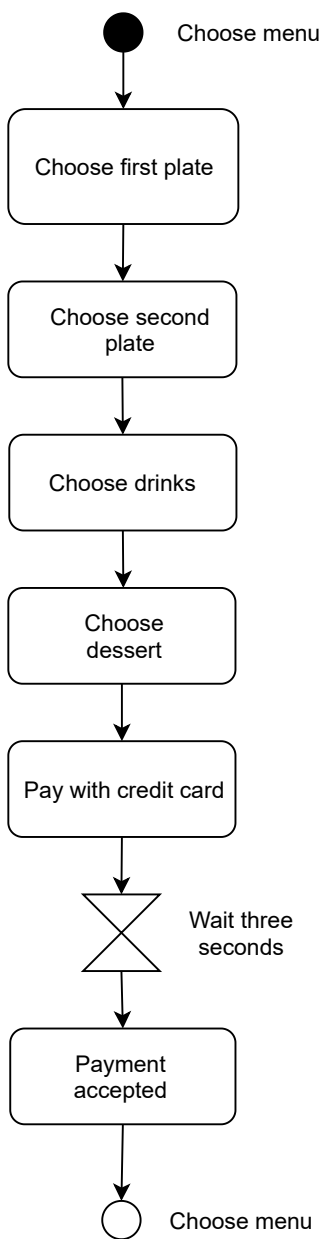 Choose menu
Choose first plate
Choose second
plate
Choose drinks
Choose
dessert
Pay with credit card
Wait three
seconds
Payment
accepted
Choose menu